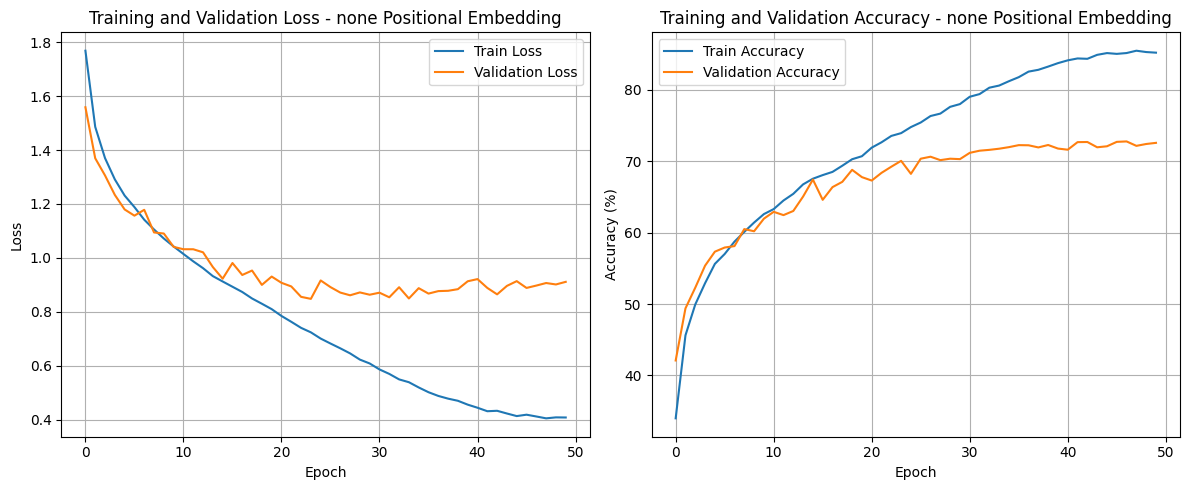 Training and Validation Loss - none Positional Embedding
Train Loss
Validation Loss
1.8
1.6
1.4
1.2
1.0
0.8
0.6
0.4
Loss
0 10 20 30 40 50
Epoch
Training and Validation Accuracy - none Positional Embedding
Train Accuracy
Validation Accuracy
80
70
60
50
40
Accuracy (%)
0 10 20 30 40 50
Epoch